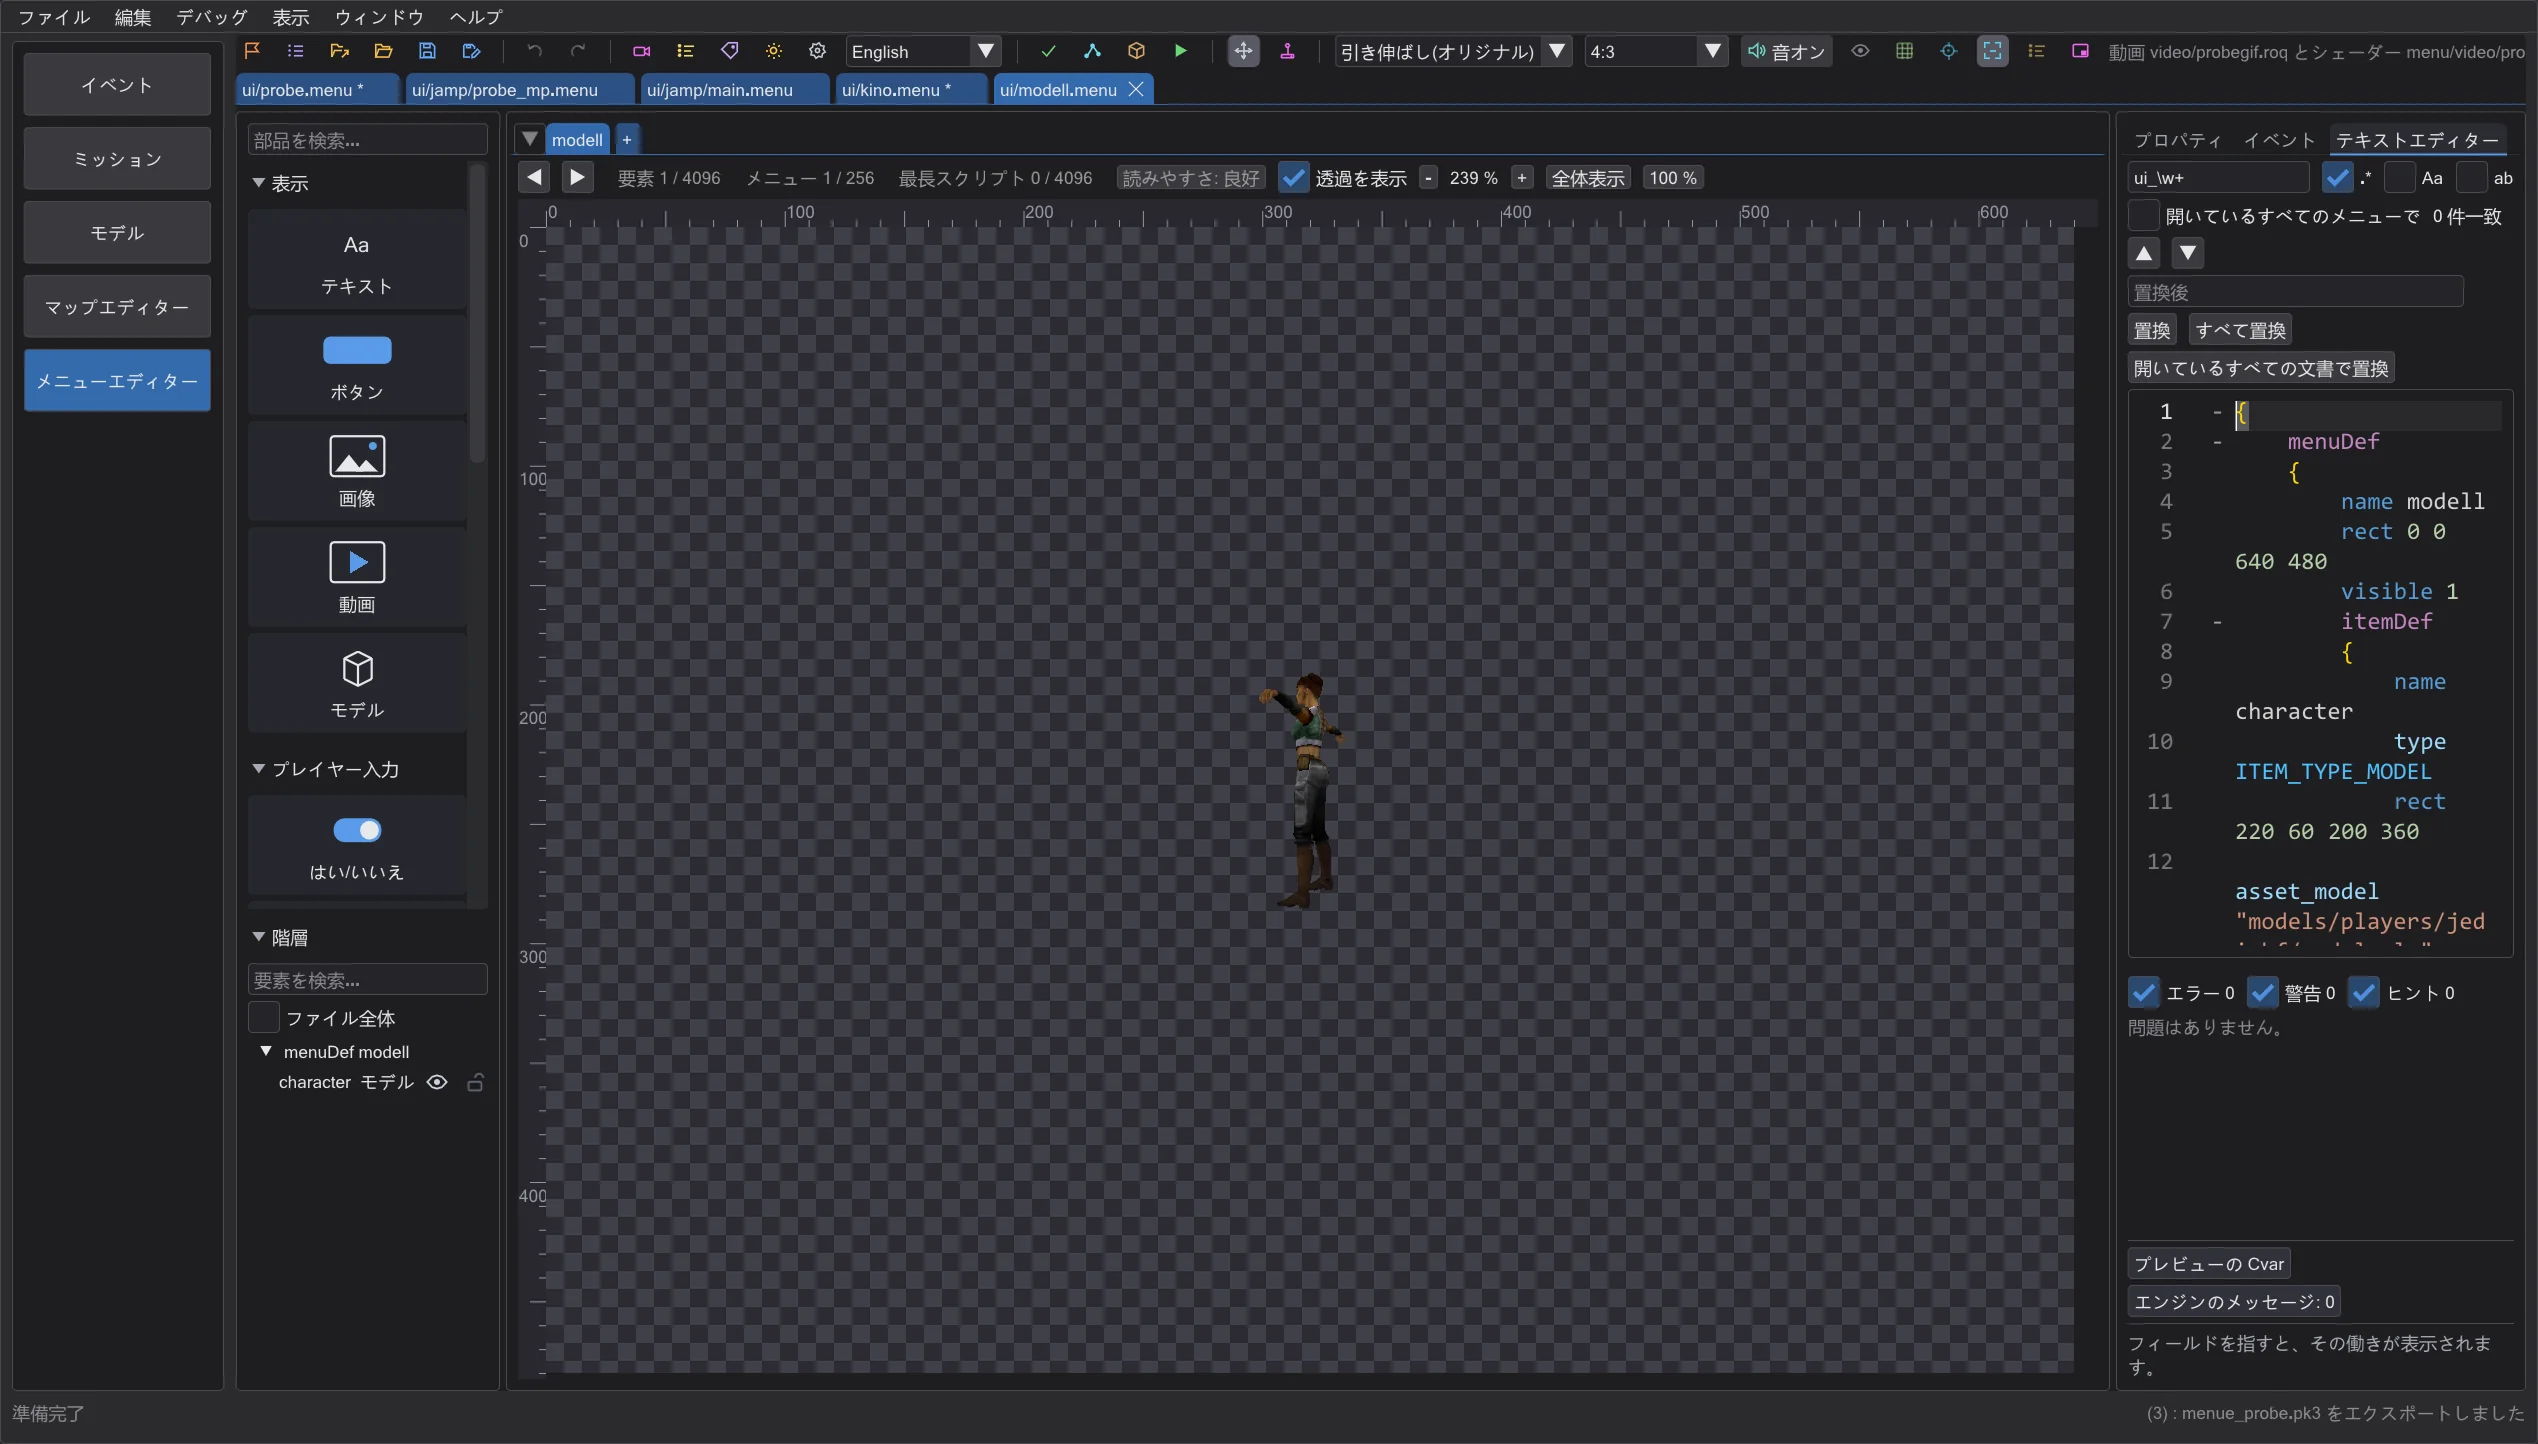 ファイル 編集 デバッグ 表示 ウィンドウ ヘルプ
イベント
ミッション
モデル
マップエディター
メニューエディター
English
引き伸ばし(オリジナル)
4:3
音オン
動画 video/probegif.roq とシェーダー menu/video/pro
ui/probe.menu *
ui/jamp/probe_mp.menu
ui/jamp/main.menu
ui/kino.menu *
ui/modell.menu
部品を検索...
表示
Aa
テキスト
ボタン
画像
動画
モデル
プレイヤー入力
はい/いいえ
階層
要素を検索...
ファイル全体
menuDef modell
character モデル
modell
+
要素 1 / 4096
メニュー 1 / 256
最長スクリプト 0 / 4096
読みやすさ: 良好
透過を表示
-
239 %
+
全体表示
100 %
0 100 200 300 400 500 600
0
100
200
300
400
プロパティ イベント テキストエディター
ui_\w+
.*
Aa
ab
開いているすべてのメニューで 0 件一致
置換後
置換
すべて置換
開いているすべての文書で置換
1 - {
2 - menuDef
3 {
4 name modell
5 rect 0 0
640 480
6 visible 1
7 - itemDef
8 {
9 name
character
10 type
ITEM_TYPE_MODEL
11 rect
220 60 200 360
12
asset_model
"models/players/jed
エラー 0 警告 0 ヒント 0
問題はありません。
プレビューの Cvar
エンジンのメッセージ: 0
フィールドを指すと、その働きが表示されま
す。
準備完了
(3) : menue_probe.pk3 をエクスポートしました